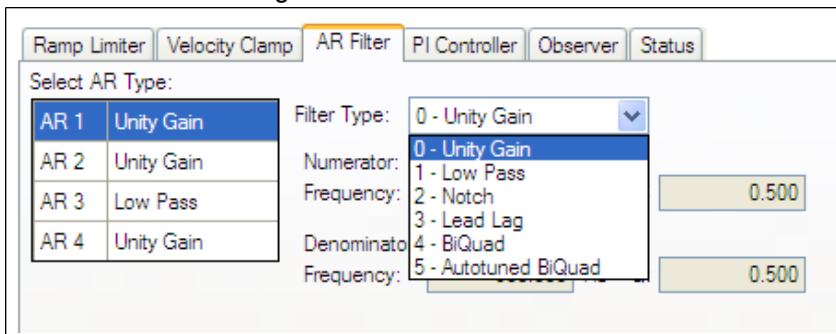 Ramp Limiter Velocity Clamp AR Filter PI Controller Observer Status
Select AR Type:
AR 1 Unity Gain
AR 2 Unity Gain
AR 3 Low Pass
AR 4 Unity Gain
Filter Type: 0 - Unity Gain
0 - Unity Gain
1 - Low Pass
2 - Notch
3 - Lead Lag
4 - BiQuad
5 - Autotuned BiQuad
Numerator:
Frequency: 0.500
Denominato
Frequency: 0.500